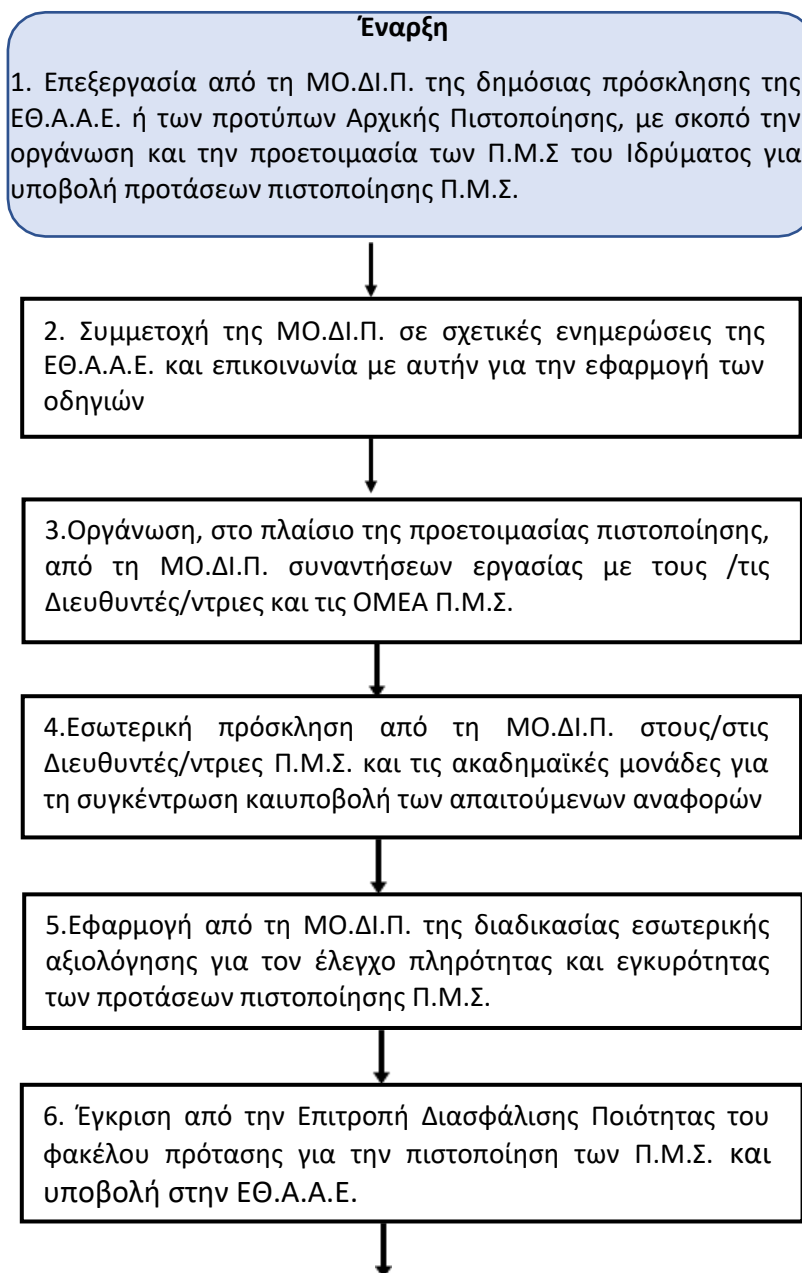 Έναρξη
1. Επεξεργασία από τη ΜΟ.ΔΙ.Π. της δημόσιας πρόσκλησης της
ΕΘ.Α.Α.Ε. ή των προτύπων Αρχικής Πιστοποίησης, με σκοπό την
οργάνωση και την προετοιμασία των Π.Μ.Σ του Ιδρύματος για
υποβολή προτάσεων πιστοποίησης Π.Μ.Σ.
2. Συμμετοχή της ΜΟ.ΔΙ.Π. σε σχετικές ενημερώσεις της
ΕΘ.Α.Α.Ε. και επικοινωνία με αυτήν για την εφαρμογή των
οδηγιών
3.Οργάνωση, στο πλαίσιο της προετοιμασίας πιστοποίησης,
από τη ΜΟ.ΔΙ.Π. συναντήσεων εργασίας με τους /τις
Διευθυντές/ντριες και τις ΟΜΕΑ Π.Μ.Σ.
4.Εσωτερική πρόσκληση από τη ΜΟ.ΔΙ.Π. στους/στις
Διευθυντές/ντριες Π.Μ.Σ. και τις ακαδημαϊκές μονάδες για
τη συγκέντρωση καιυποβολή των απαιτούμενων αναφορών
5.Εφαρμογή από τη ΜΟ.ΔΙ.Π. της διαδικασίας εσωτερικής
αξιολόγησης για τον έλεγχο πληρότητας και εγκυρότητας
των προτάσεων πιστοποίησης Π.Μ.Σ.
6. Έγκριση από την Επιτροπή Διασφάλισης Ποιότητας του
φακέλου πρότασης για την πιστοποίηση των Π.Μ.Σ. και
υποβολή στην ΕΘ.Α.Α.Ε.